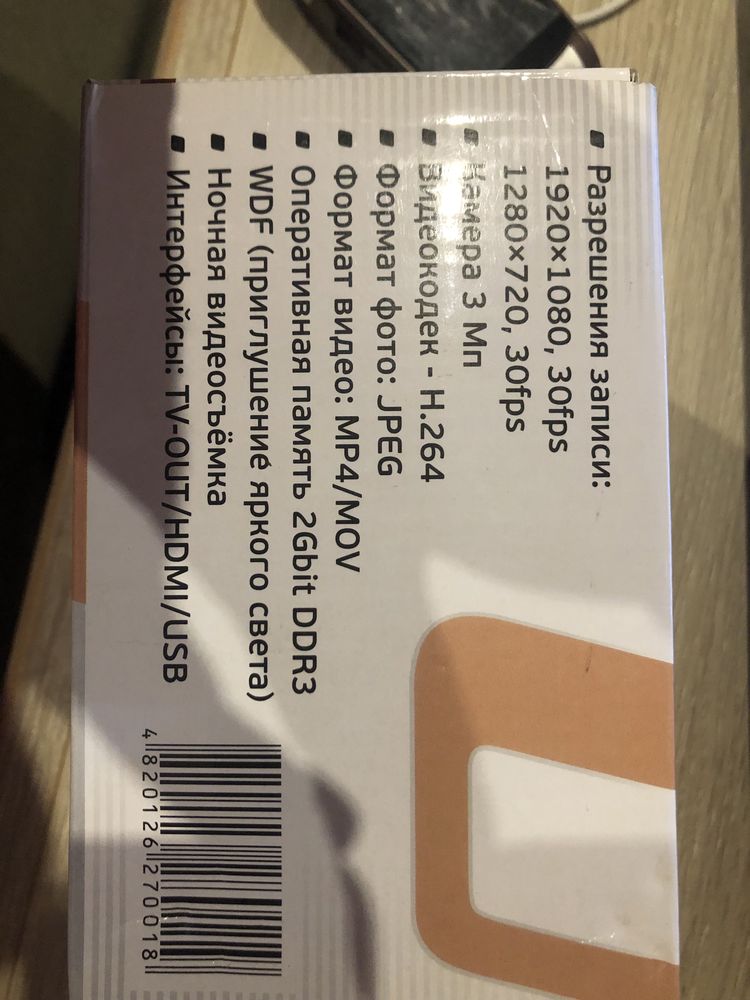 Разрешения записи:
1920×1080, 30fps
1280×720, 30fps
Камера 3 Мп
Видеокодек - H.264
Формат фото: JPEG
Формат видео: MP4/MOV
Оперативная память 2Gbit DDR3
WDF (приглушение яркого света)
Ночная видеосъёмка
Интерфейсы: TV-OUT/HDMI/USB
4 820126 270018